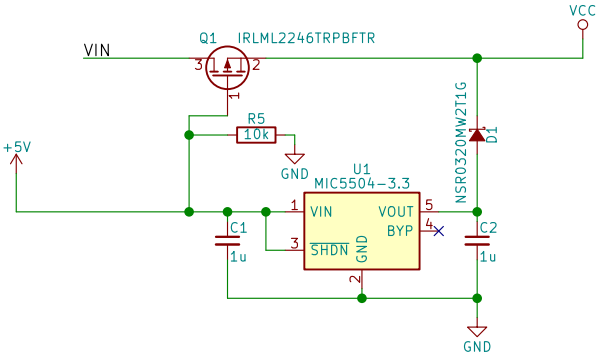 VCC
Q1 IRLML2246TRPBFTR
VIN
3 2
1
R5
10k
+5V
GND
NSR0320MW2T1G
D1
U1
MIC5504-3.3
1 VIN VOUT 5
BYP 4
3 SHDN
GND
2
C1
1u
C2
1u
GND